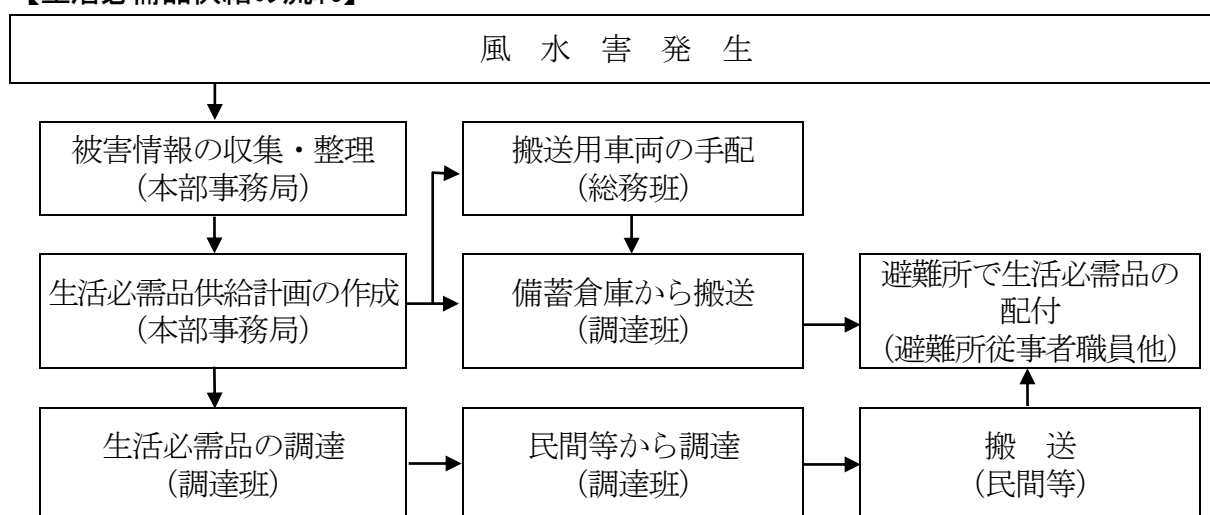 【生活必需品供給の流れ】
風　水　害　発　生
被害情報の収集・整理
（本部事務局）
搬送用車両の手配
（総務班）
生活必需品供給計画の作成
（本部事務局）
備蓄倉庫から搬送
（調達班）
避難所で生活必需品の
配付
（避難所従事者職員他）
生活必需品の調達
（調達班）
民間等から調達
（調達班）
搬　送
（民間等）